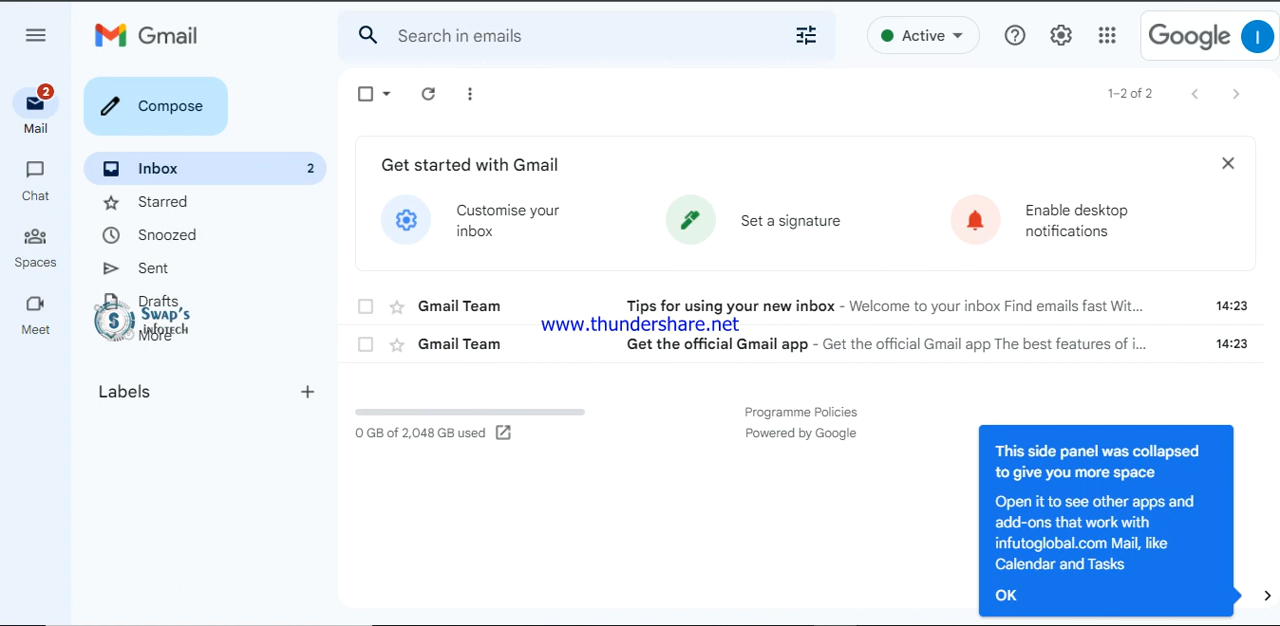 Gmail
Search in emails
Active
Google
I
2
Mail
Chat
Spaces
Meet
Compose
Inbox 2
Starred
Snoozed
Sent
Drafts
More
Labels
$ Swap's
Infotech
1–2 of 2
Get started with Gmail
Customise your
inbox
Set a signature
Enable desktop
notifications
Gmail Team Tips for using your new inbox - Welcome to your inbox Find emails fast Wit... 14:23
www.thundershare.net
Gmail Team Get the official Gmail app - Get the official Gmail app The best features of i... 14:23
0 GB of 2,048 GB used
Programme Policies
Powered by Google
This side panel was collapsed
to give you more space
Open it to see other apps and
add-ons that work with
infutoglobal.com Mail, like
Calendar and Tasks
OK